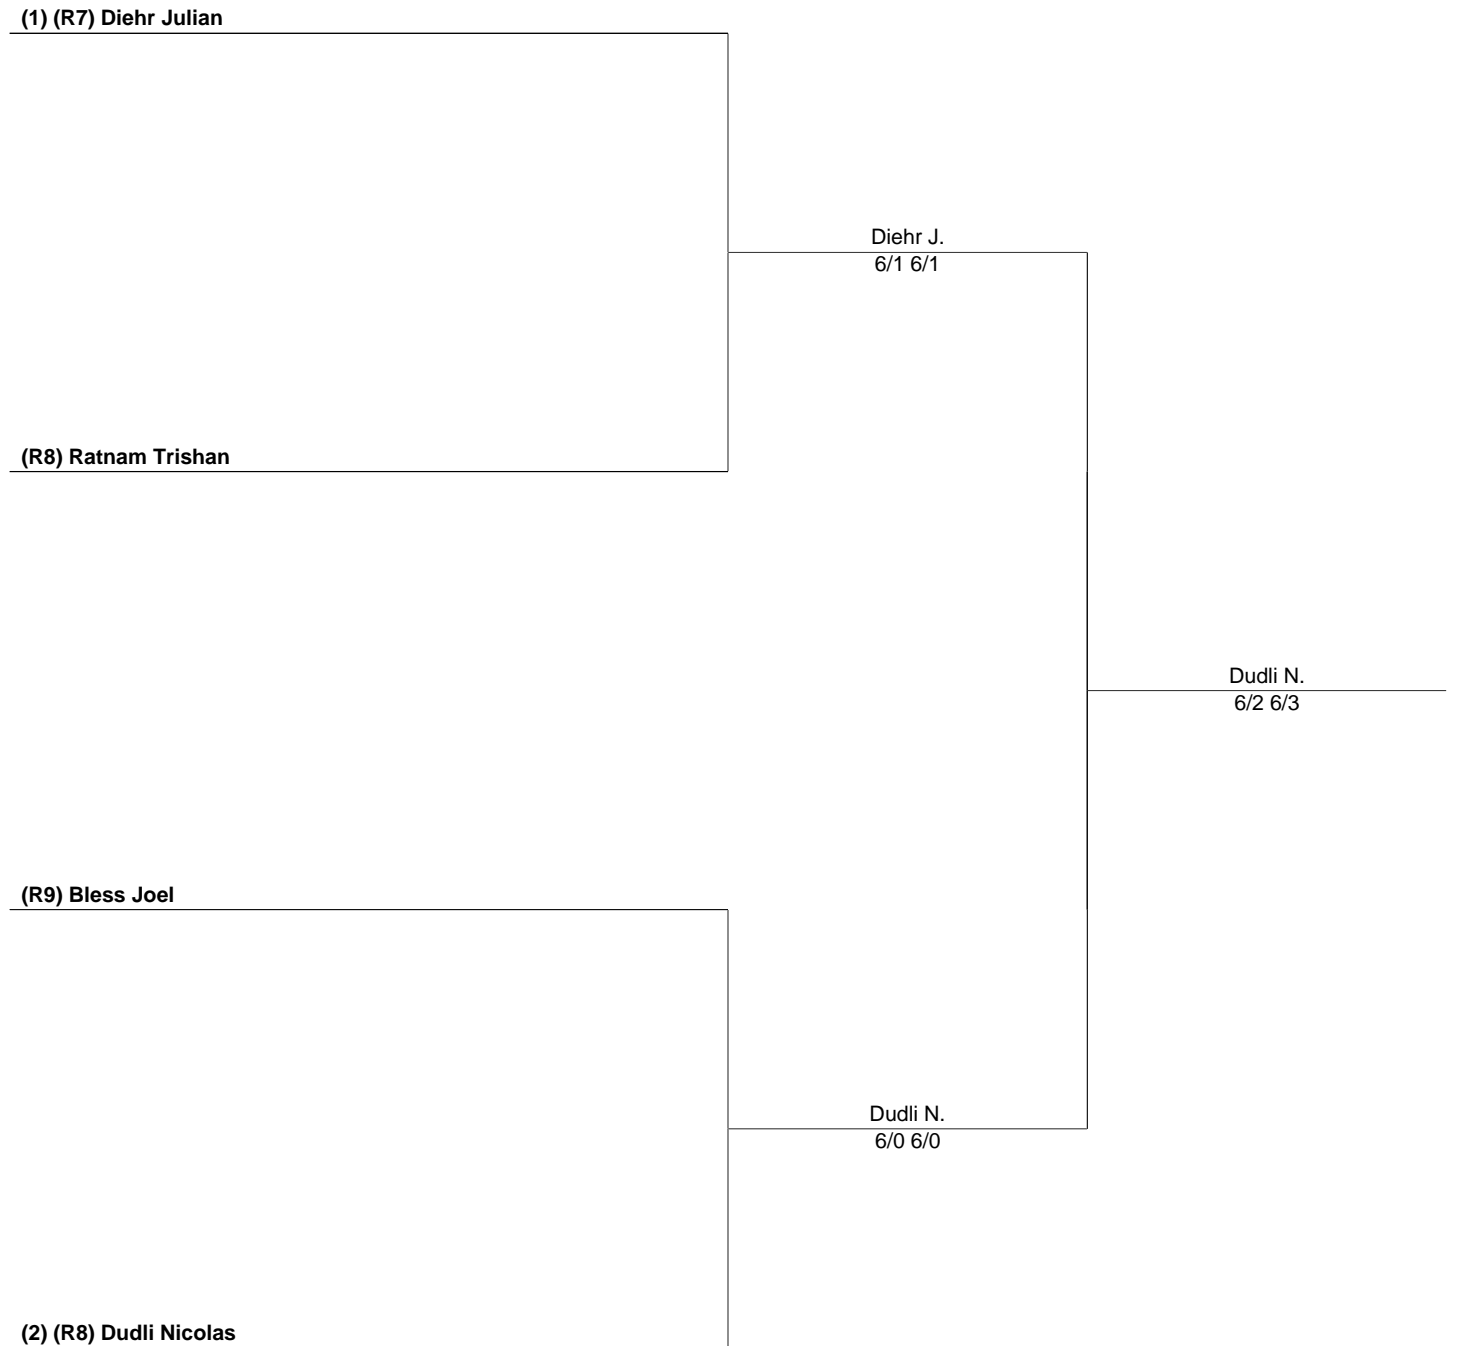 (1) (R7) Diehr Julian
Diehr J.
6/1 6/1
(R8) Ratnam Trishan
Dudli N.
6/2 6/3
(R9) Bless Joel
Dudli N.
6/0 6/0
(2) (R8) Dudli Nicolas